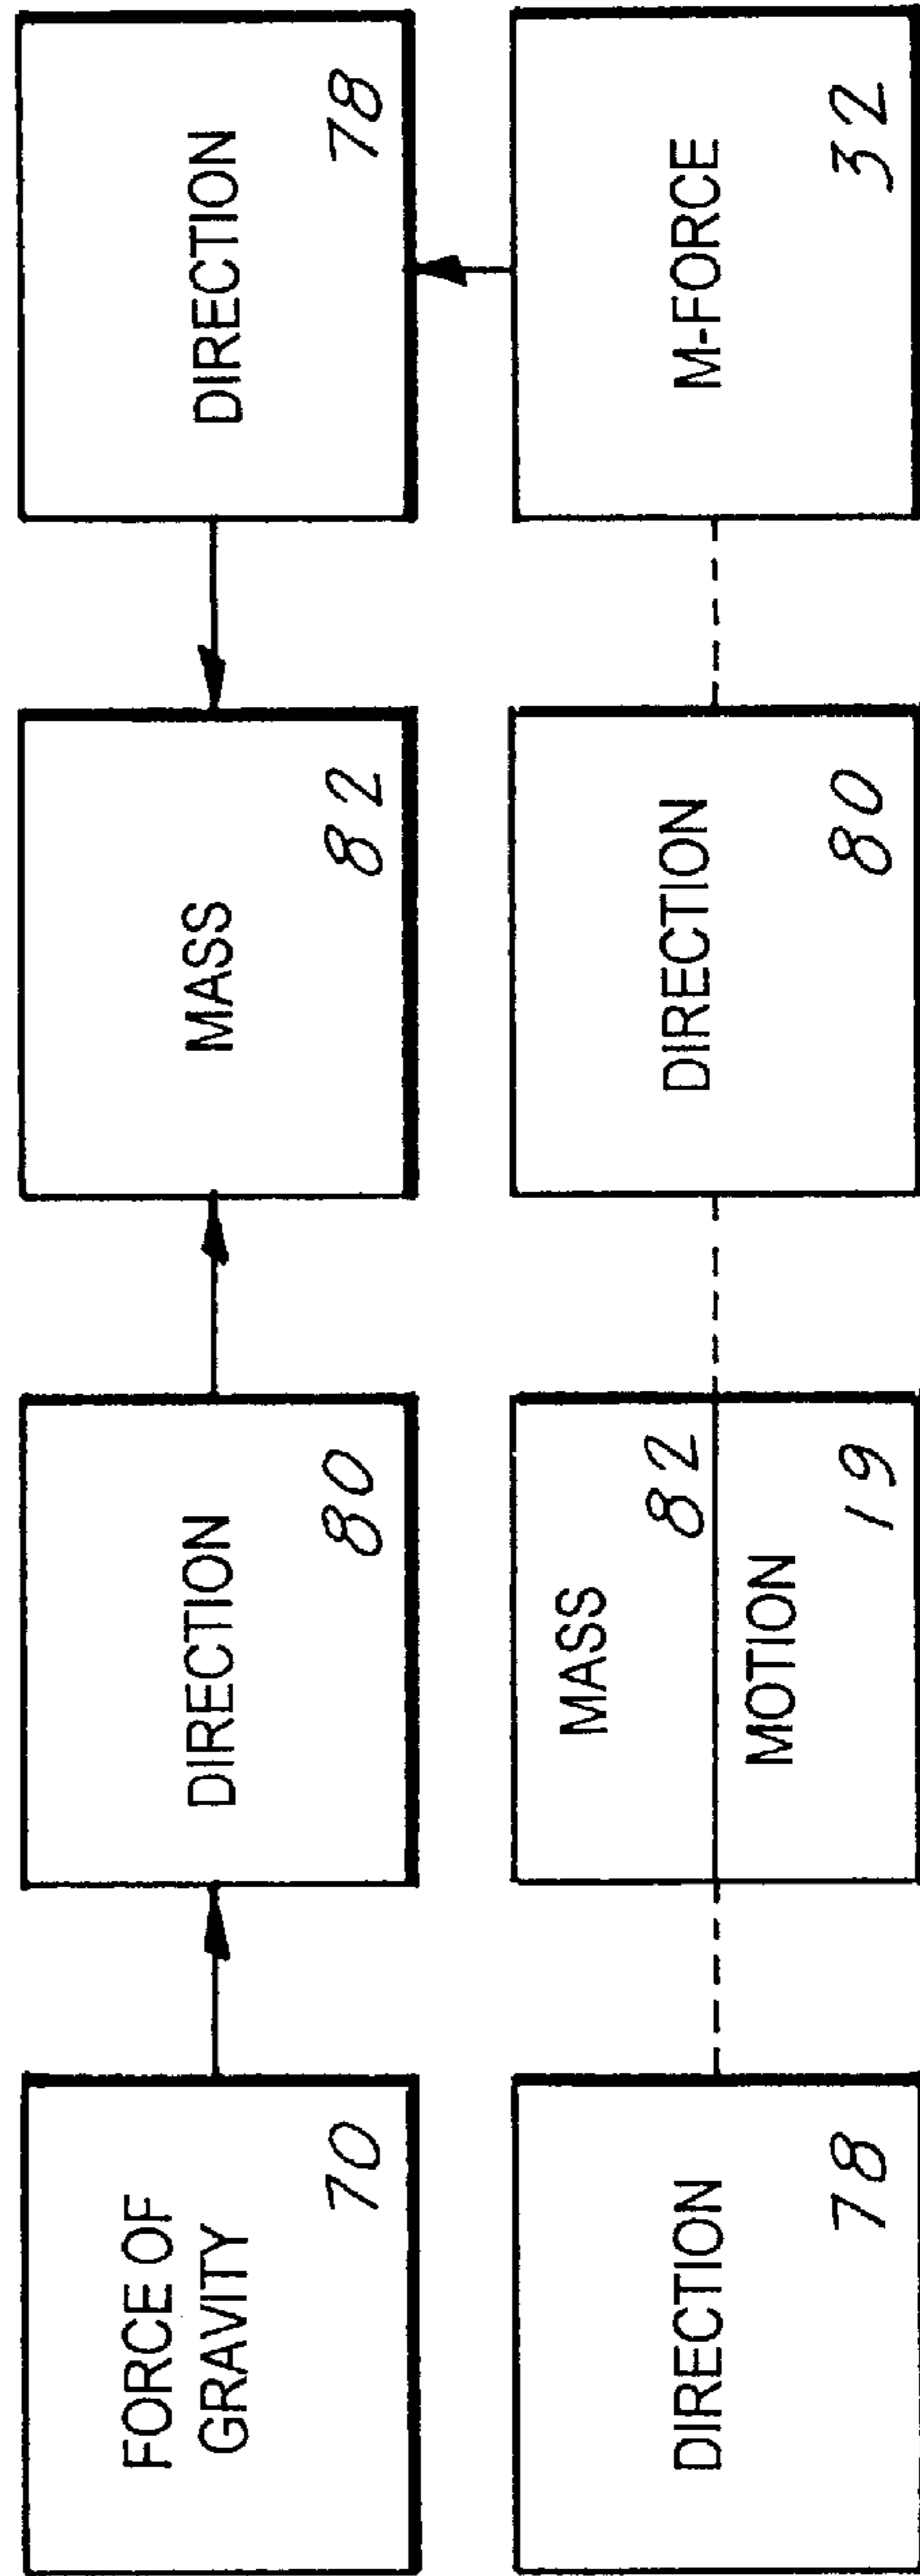 FORCE OF
GRAVITY
70
DIRECTION
80
MASS
82
DIRECTION
78
DIRECTION
78
MASS
82
MOTION
19
DIRECTION
80
M-FORCE
32